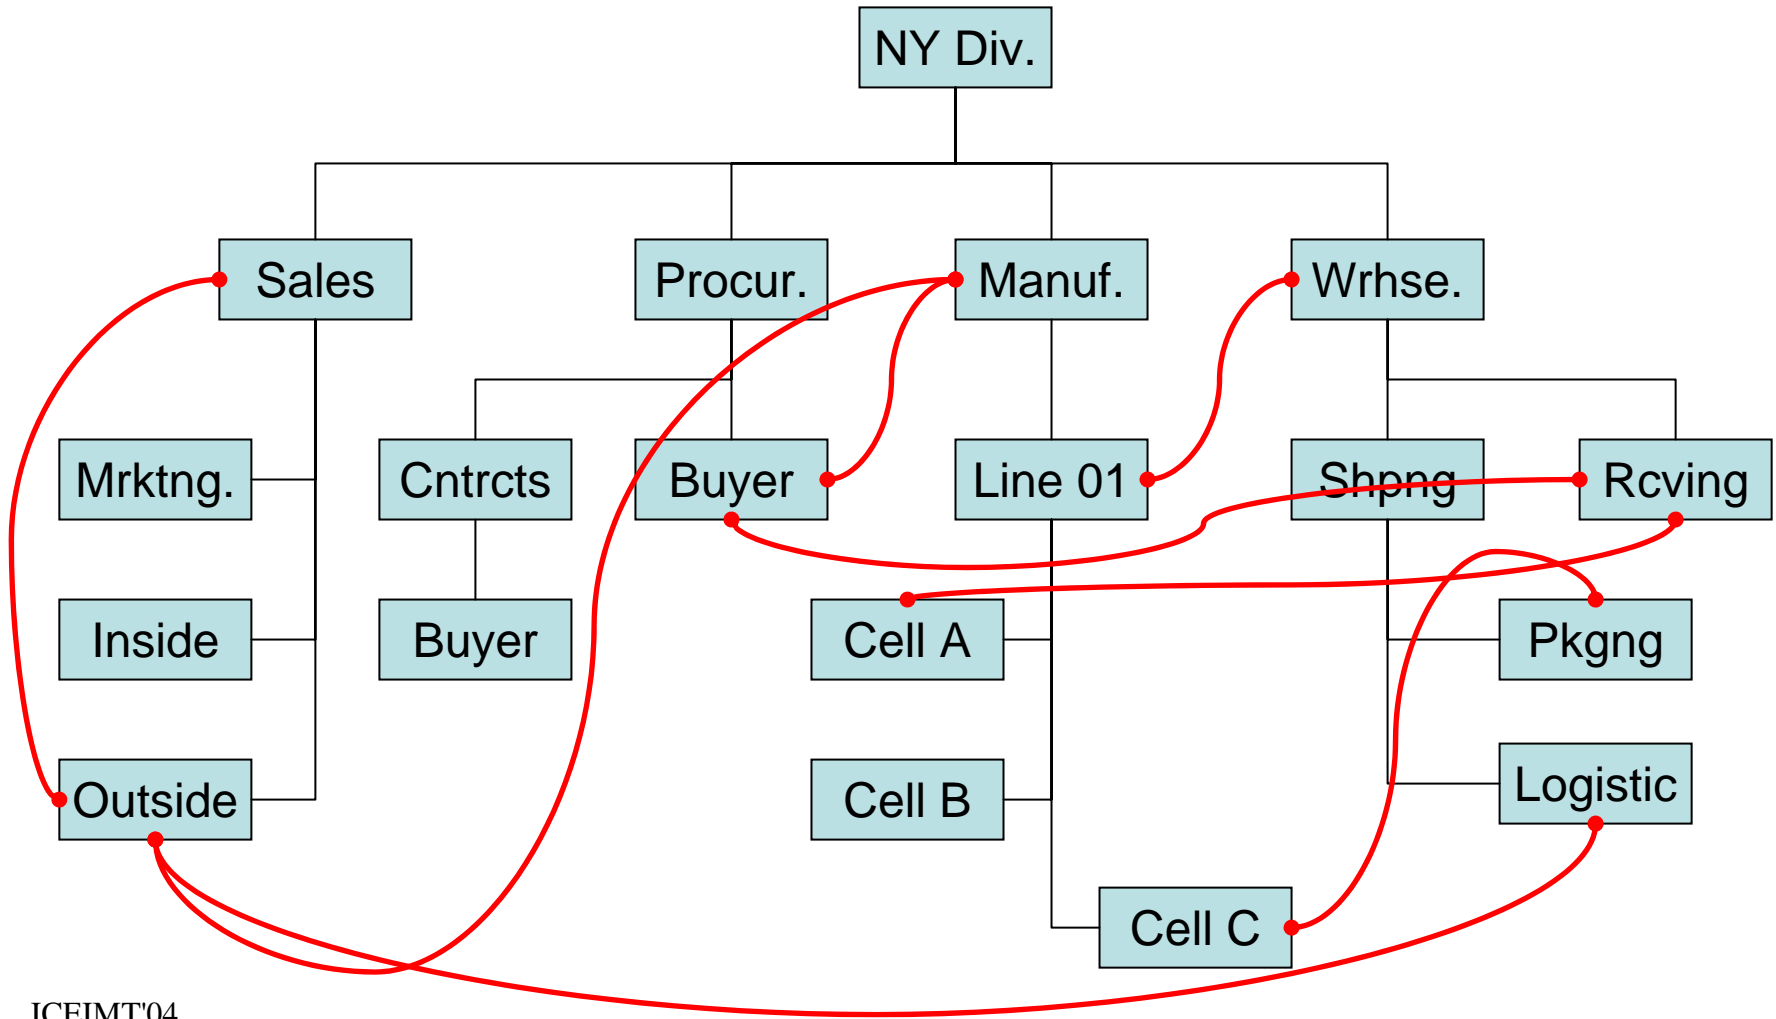 NY Div.
Sales
Procur.
Manuf.
Wrhse.
Mrktng.
Cntrcts
Buyer
Line 01
Shpng
Rcving
Inside
Buyer
Cell A
Pkgng
Outside
Cell B
Logistic
Cell C
ICEIMT'04